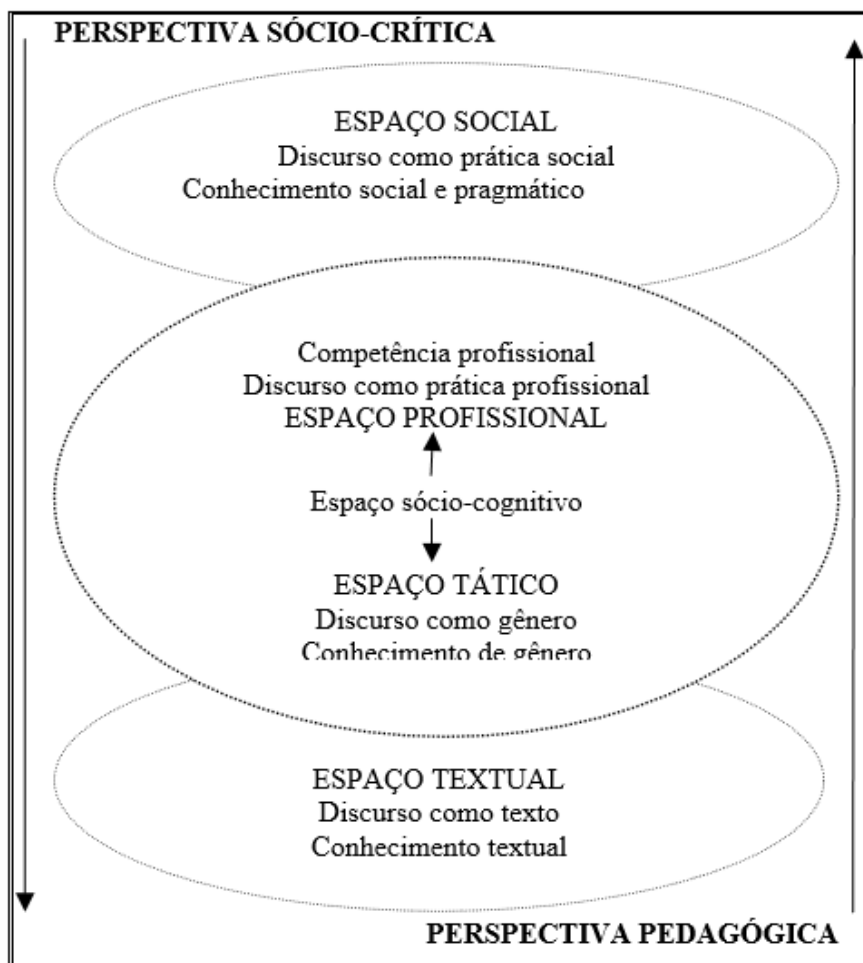 PERSPECTIVA SÓCIO-CRÍTICA
ESPAÇO SOCIAL
Discurso como prática social
Conhecimento social e pragmático
Competência profissional
Discurso como prática profissional
ESPAÇO PROFISSIONAL
Espaço sócio-cognitivo
ESPAÇO TÁTICO
Discurso como gênero
Conhecimento de gênero
ESPAÇO TEXTUAL
Discurso como texto
Conhecimento textual
PERSPECTIVA PEDAGÓGICA